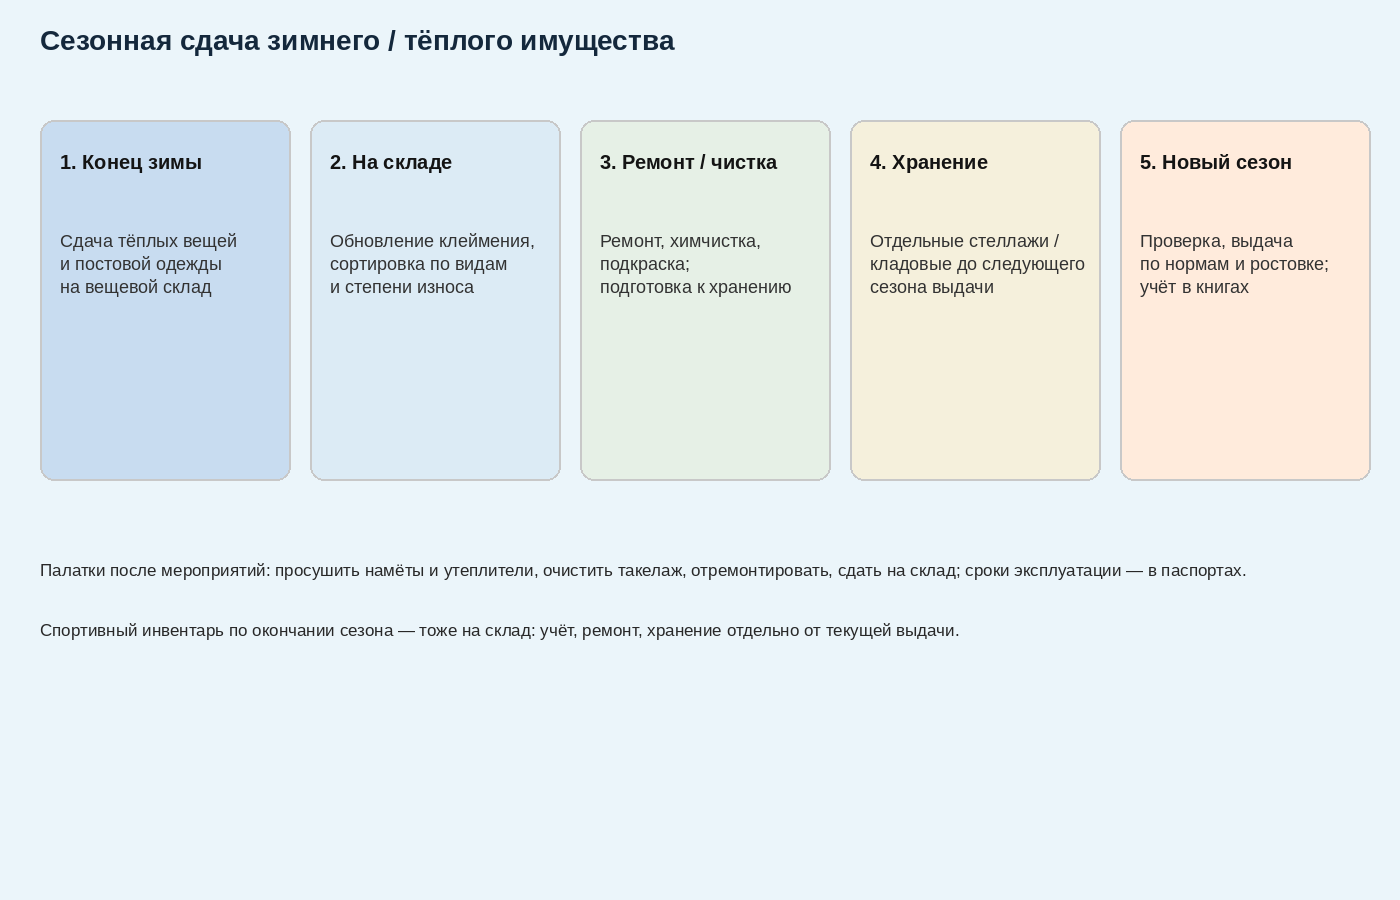 Сезонная сдача зимнего / тёплого имущества
1. Конец зимы
Сдача тёплых вещей
и постовой одежды
на вещевой склад
2. На складе
Обновление клеймения,
сортировка по видам
и степени износа
3. Ремонт / чистка
Ремонт, химчистка,
подкраска;
подготовка к хранению
4. Хранение
Отдельные стеллажи /
кладовые до следующего
сезона выдачи
5. Новый сезон
Проверка, выдача
по нормам и ростовке;
учёт в книгах
Палатки после мероприятий: просушить намёты и утеплители, очистить такелаж, отремонтировать, сдать на склад; сроки эксплуатации — в паспортах.
Спортивный инвентарь по окончании сезона — тоже на склад: учёт, ремонт, хранение отдельно от текущей выдачи.